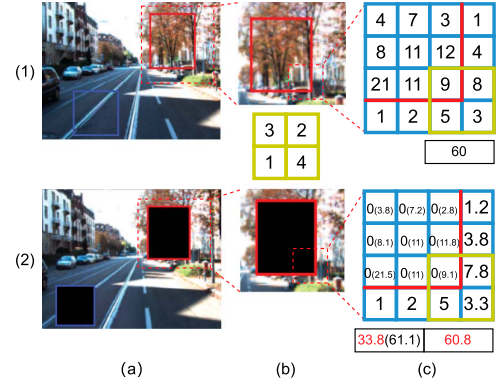 4 7 3 1
(1)
8 11 12 4
21 11 9 8
3 2
1 2 5 3
1 4
60
0(3.8) 0(7.2) 0(2.8) 1.2
0(8.1) 0(11) 0(11.8) 3.8
(2)
0(21.5) 0(11) 0(9.1) 7.8
1 2 5 3.3
33.8(61.1) 60.8
(a) (b) (c)